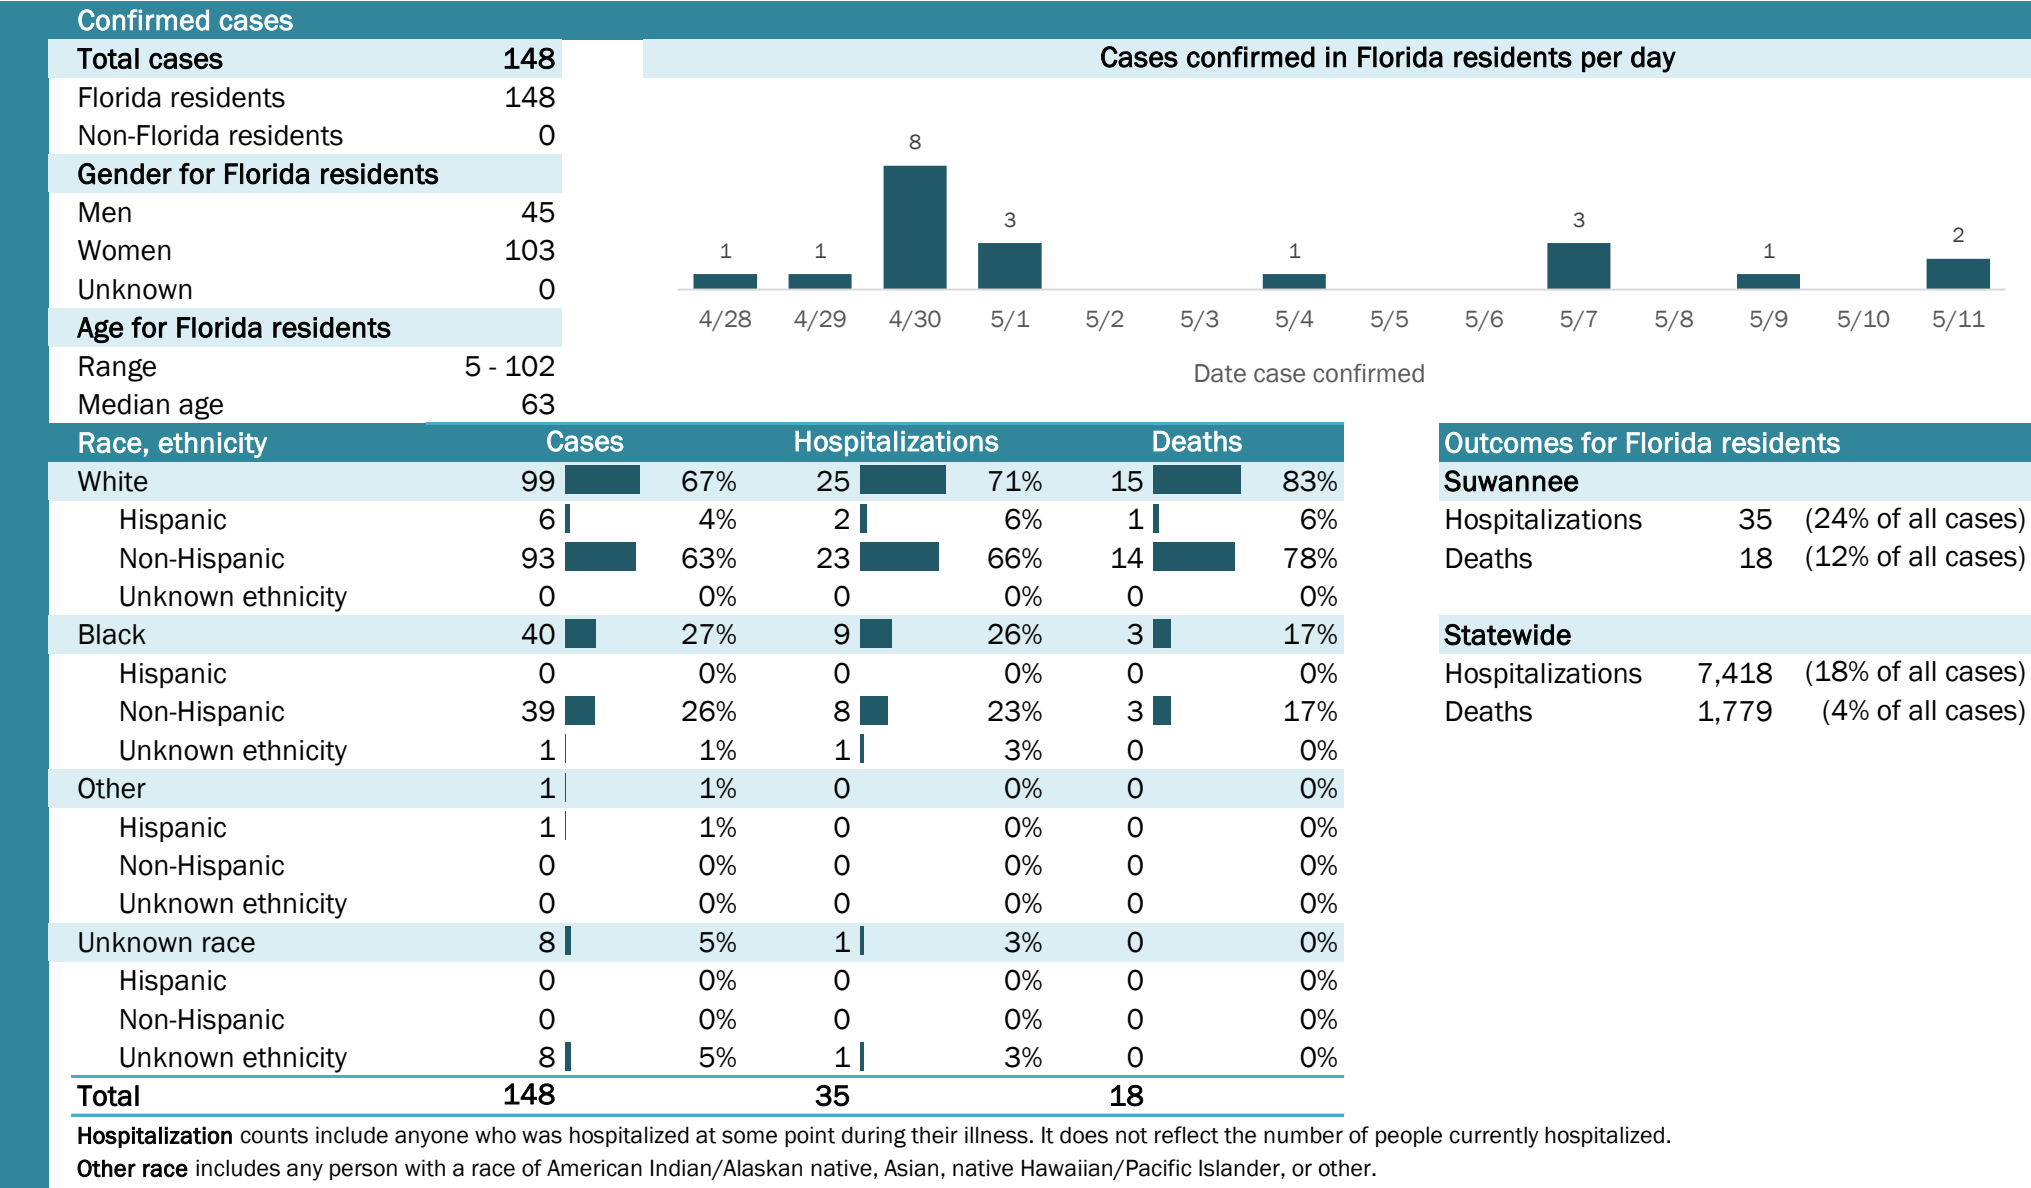 Confirmed cases
Total cases 148
Florida residents 148
Non-Florida residents 0
Gender for Florida residents
Men 45
Women 103
Unknown 0
Age for Florida residents
Range 5 - 102
Median age 63
Cases confirmed in Florida residents per day
1 1 8 3 1 3 1 2
4/28 4/29 4/30 5/1 5/2 5/3 5/4 5/5 5/6 5/7 5/8 5/9 5/10 5/11
Date case confirmed
Race, ethnicity Cases Hospitalizations Deaths
White 99 67% 25 71% 15 83%
Hispanic 6 4% 2 6% 1 6%
Non-Hispanic 93 63% 23 66% 14 78%
Unknown ethnicity 0 0% 0 0% 0 0%
Black 40 27% 9 26% 3 17%
Hispanic 0 0% 0 0% 0 0%
Non-Hispanic 39 26% 8 23% 3 17%
Unknown ethnicity 1 1% 1 3% 0 0%
Other 1 1% 0 0% 0 0%
Hispanic 1 1% 0 0% 0 0%
Non-Hispanic 0 0% 0 0% 0 0%
Unknown ethnicity 0 0% 0 0% 0 0%
Unknown race 8 5% 1 3% 0 0%
Hispanic 0 0% 0 0% 0 0%
Non-Hispanic 0 0% 0 0% 0 0%
Unknown ethnicity 8 5% 1 3% 0 0%
Total 148 35 18
Outcomes for Florida residents
Suwannee
Hospitalizations 35 (24% of all cases)
Deaths 18 (12% of all cases)
Statewide
Hospitalizations 7,418 (18% of all cases)
Deaths 1,779 (4% of all cases)
Hospitalization counts include anyone who was hospitalized at some point during their illness. It does not reflect the number of people currently hospitalized.
Other race includes any person with a race of American Indian/Alaskan native, Asian, native Hawaiian/Pacific Islander, or other.